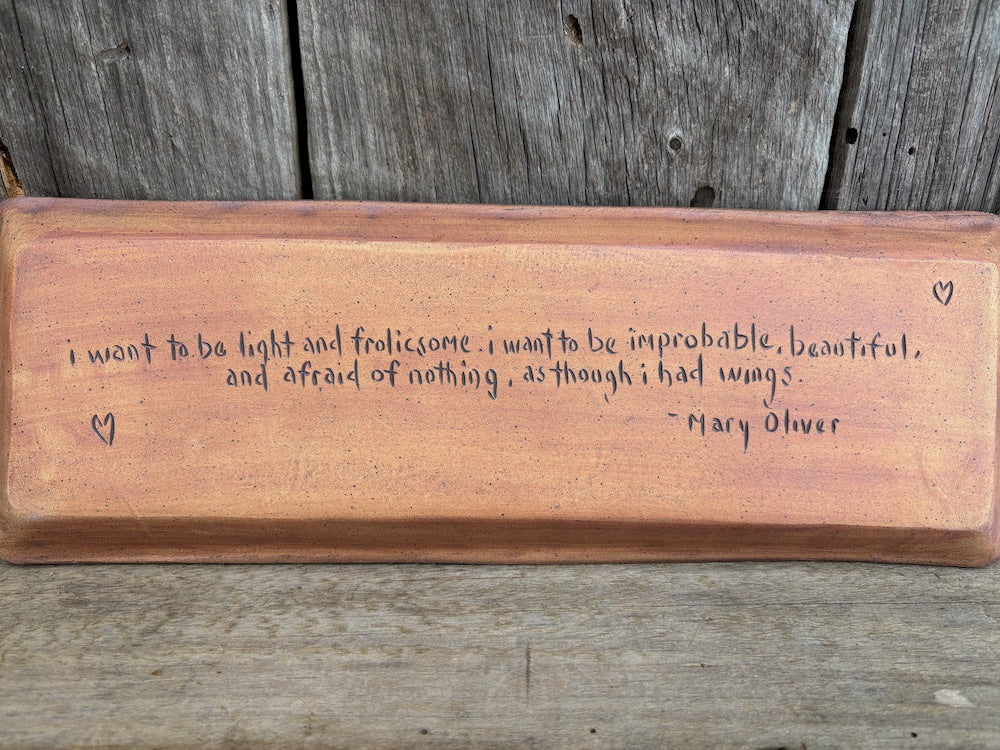 i want to be light and frolicsome. i want to be improbable, beautiful,
and afraid of nothing, as though i had wings.
- Mary Oliver